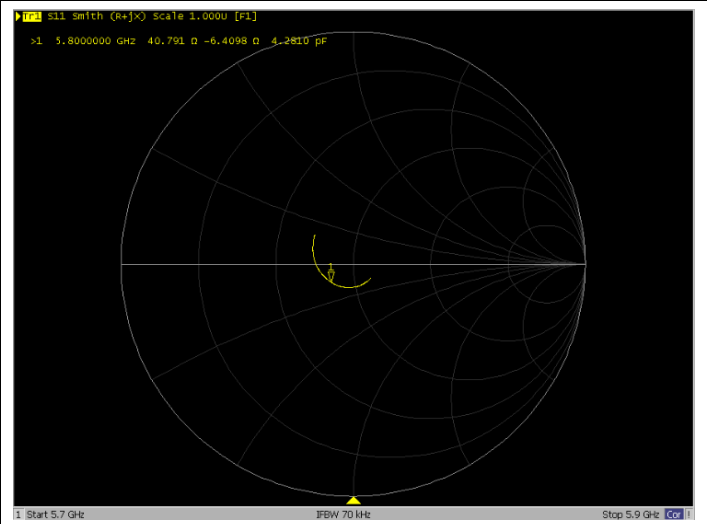 Tr1 S11 Smith (R+jX) Scale 1.000U [F1]
>1 5.8000000 GHz 40.791 Ω -6.4098 Ω 4.2810 pF
1
1 Start 5.7 GHz IFBW 70 kHz Stop 5.9 GHz Cor !